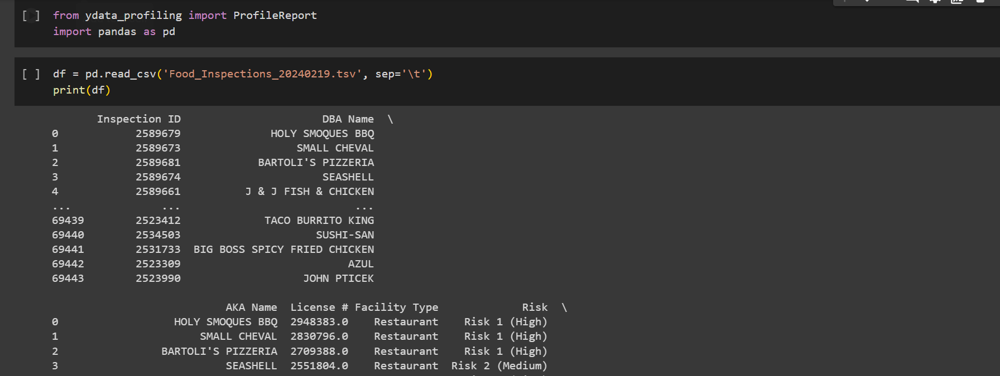 [ ] from ydata_profiling import ProfileReport
import pandas as pd
[ ] df = pd.read_csv('Food_Inspections_20240219.tsv', sep='\t')
print(df)
Inspection ID DBA Name \
0 2589679 HOLY SMOQUES BBQ
1 2589673 SMALL CHEVAL
2 2589681 BARTOLI'S PIZZERIA
3 2589674 SEASHELL
4 2589661 J & J FISH & CHICKEN
... ... ...
69439 2523412 TACO BURRITO KING
69440 2534503 SUSHI-SAN
69441 2531733 BIG BOSS SPICY FRIED CHICKEN
69442 2523309 AZUL
69443 2523990 JOHN PTICEK
AKA Name License # Facility Type Risk \
0 HOLY SMOQUES BBQ 2948383.0 Restaurant Risk 1 (High)
1 SMALL CHEVAL 2830796.0 Restaurant Risk 1 (High)
2 BARTOLI'S PIZZERIA 2709388.0 Restaurant Risk 1 (High)
3 SEASHELL 2551804.0 Restaurant Risk 2 (Medium)